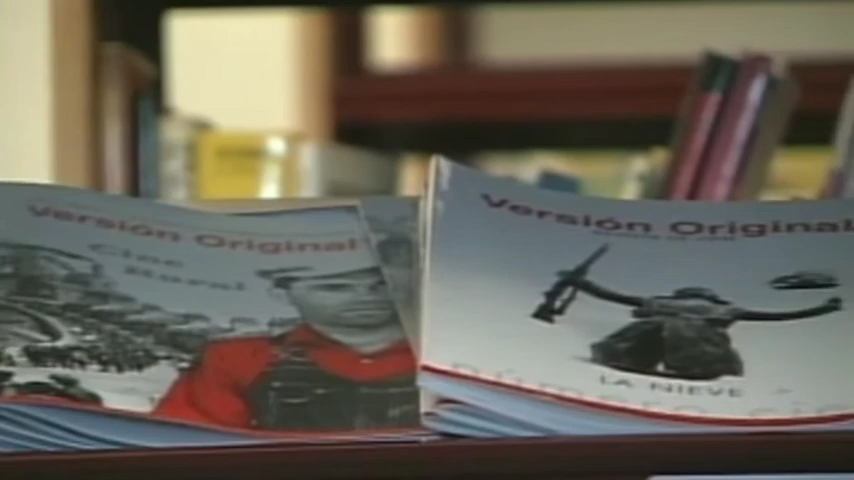 Versión Original
Cine
Rural
Versión Original
LA NIEVE